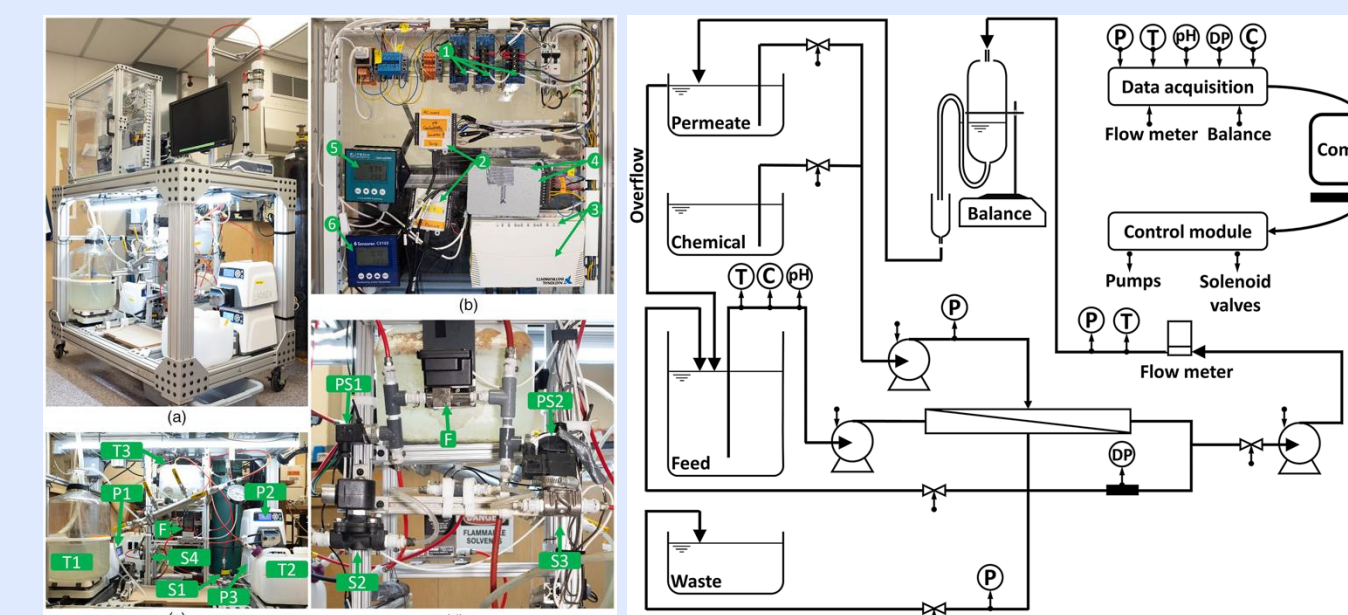 1
2
3
4
5
6
(a)
(b)
PS1
PS2
F
S2
S3
DANGER
FLAMMABLE
SOLVENTS
T3
P1
P2
F
T1
S4
S1
P3
T2
Permeate
Chemical
Overflow
Feed
Waste
T
C
pH
P
Balance
P
T
pH
DP
C
Data acquisition
Flow meter
Balance
Com
Control module
Pumps
Solenoid
valves
P
T
Flow meter
DP
P